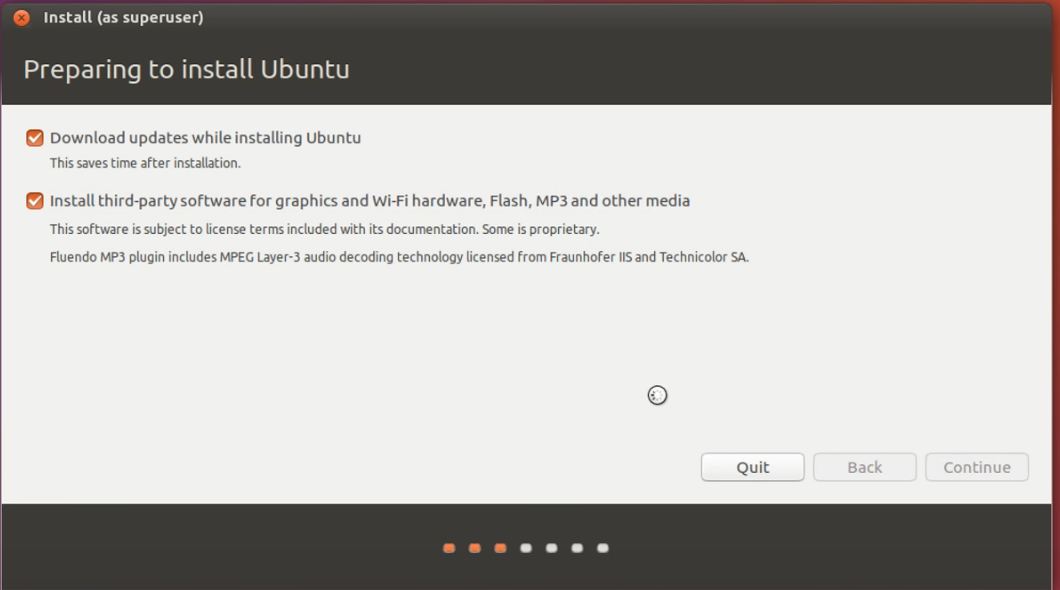 Install (as superuser)
Preparing to install Ubuntu
Download updates while installing Ubuntu
This saves time after installation.
Install third-party software for graphics and Wi-Fi hardware, Flash, MP3 and other media
This software is subject to license terms included with its documentation. Some is proprietary.
Fluendo MP3 plugin includes MPEG Layer-3 audio decoding technology licensed from Fraunhofer IIS and Technicolor SA.
Quit Back Continue